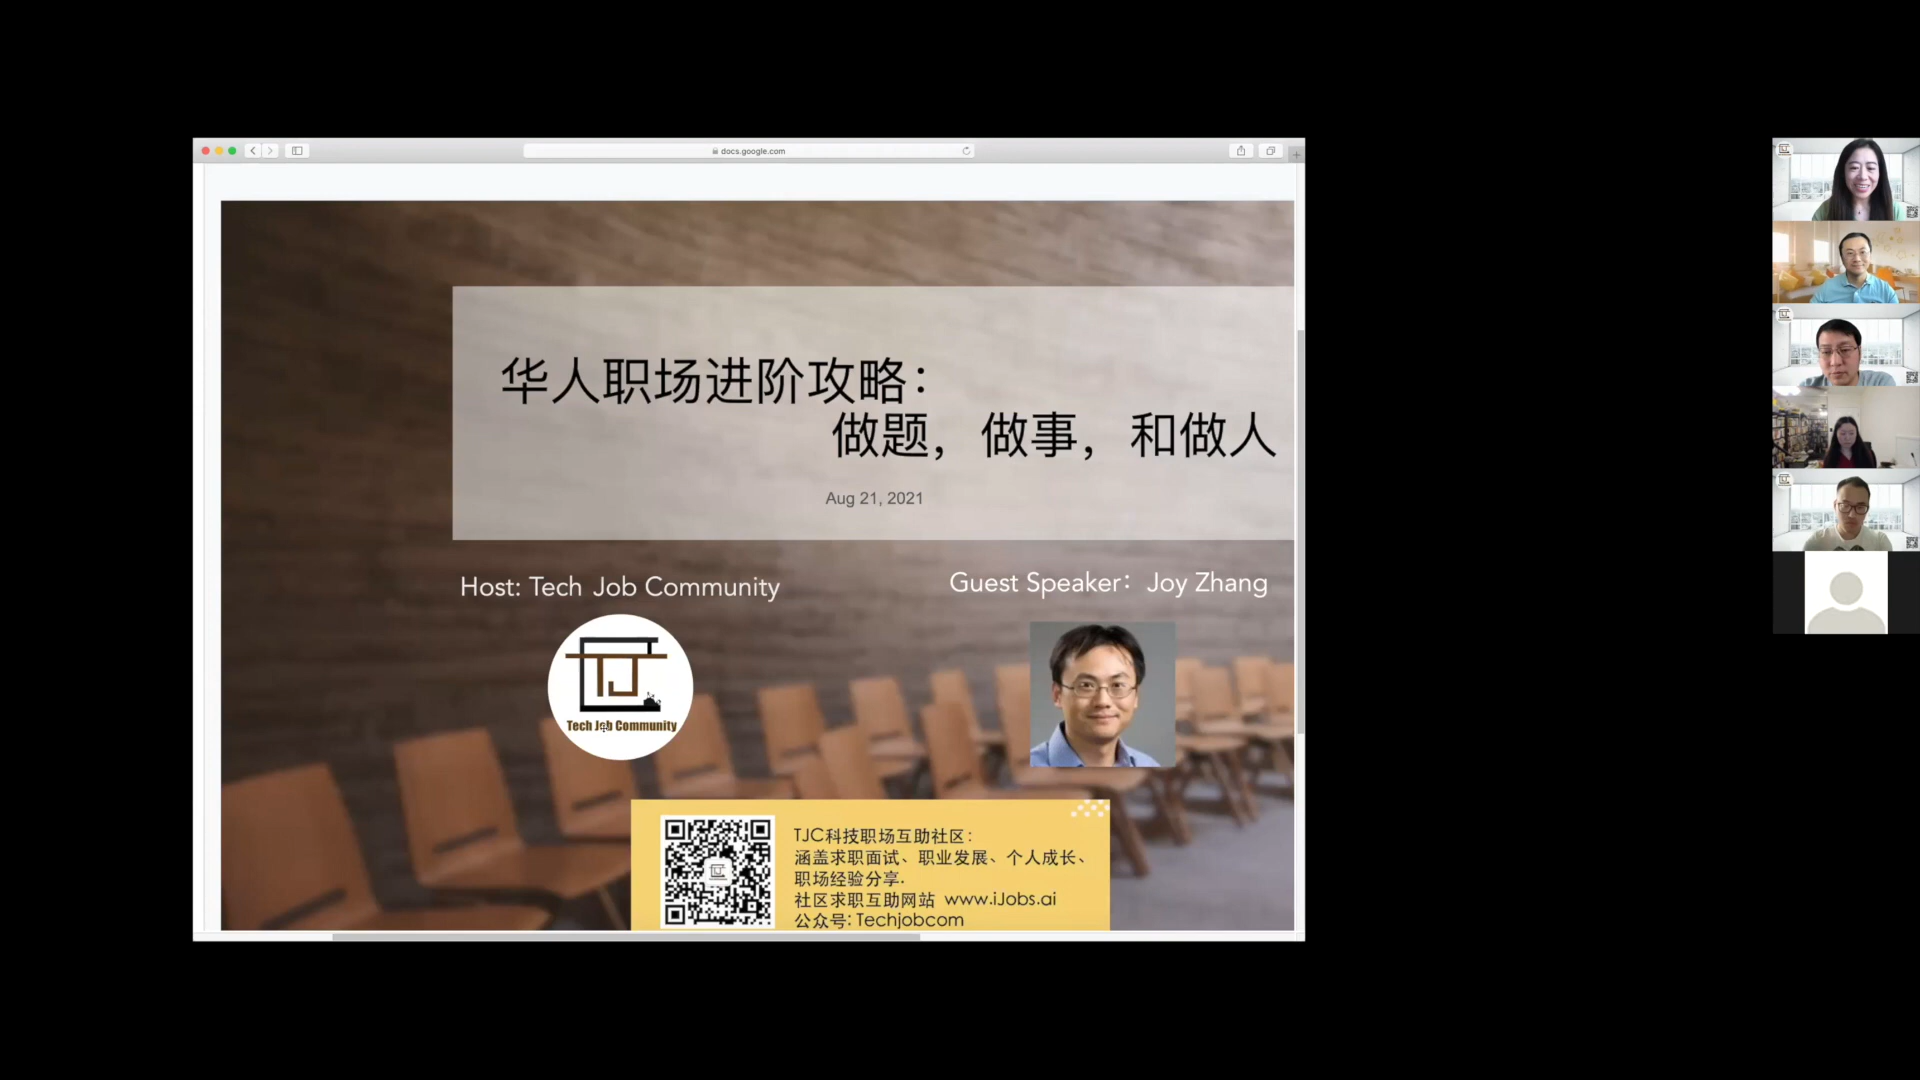 docs.google.com
华人职场进阶攻略：
做题，做事，和做人
Aug 21, 2021
Host: Tech Job Community
Guest Speaker：Joy Zhang
TJ
Tech Job Community
TJC科技职场互助社区：
涵盖求职面试、职业发展、个人成长、
职场经验分享.
社区求职互助网站 www.iJobs.ai
公众号: Techjobcom